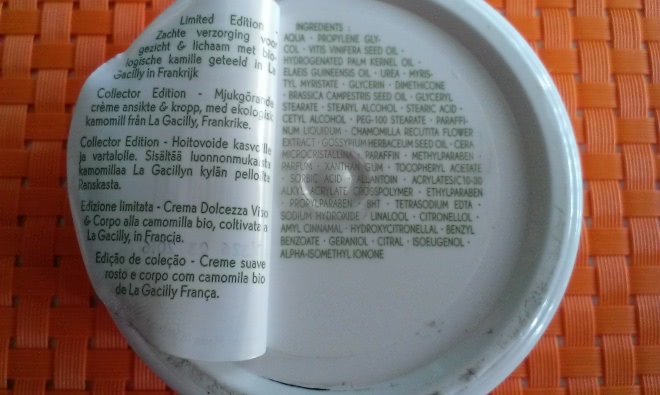 Limited Edition -
Zachte verzorging voor
gezicht & lichaam met bio-
logische kamille geteeld in La
Gacilly in Frankrijk
Collector Edition - Mjukgörande
crème ansikte & kropp, med ekologisk
kamomill från La Gacilly, Frankrike.
Collector Edition - Hoitovoide kasvoille
ja vartalolle. Sisältää luonnonmukaista
kamomillaa La Gacillyn kylän pelloilta
Ranskasta.
Edizione limitata - Crema Dolcezza Viso
& Corpo alla camomilla bio, coltivata a
La Gacilly, in Francia.
Edição de coleção - Creme suave
rosto e corpo com camomila bio
de La Gacilly França.
INGREDIENTS :
AQUA · PROPYLENE GLY-
COL · VITIS VINIFERA SEED OIL ·
HYDROGENATED PALM KERNEL OIL ·
ELAEIS GUINEENSIS OIL · UREA · MYRIS-
TYL MYRISTATE · GLYCERIN · DIMETHICONE
· BRASSICA CAMPESTRIS SEED OIL · GLYCERYL
STEARATE · STEARYL ALCOHOL · STEARIC ACID ·
CETYL ALCOHOL · PEG-100 STEARATE · PARAFFI-
NUM LIQUIDUM · CHAMOMILLA RECUTITA FLOWER
EXTRACT · GOSSYPIUM HERBACEUM SEED OIL · CERA
MICROCRISTALLINA · PARAFFIN · METHYLPARABEN ·
PARFUM · XANTHAN GUM · TOCOPHERYL ACETATE
· SORBIC ACID · ALLANTOIN · ACRYLATES/C10-30
ALKYL ACRYLATE CROSSPOLYMER · ETHYLPARABEN
· PROPYLPARABEN · BHT · TETRASODIUM EDTA ·
SODIUM HYDROXIDE / LINALOOL · CITRONELLOL ·
AMYL CINNAMAL · HYDROXYCITRONELLAL · BENZYL
BENZOATE · GERANIOL · CITRAL · ISOEUGENOL ·
ALPHA-ISOMETHYL IONONE